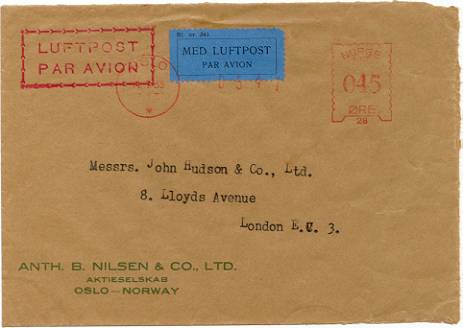 LUFTPOST
PAR AVION
MED LUFTPOST
PAR AVION
NORGE
045
ØRE
28
Messrs. John Hudson & Co., Ltd.
8. Lloyds Avenue
London E.C. 3.
ANTH. B. NILSEN & CO., LTD.
AKTIESELSKAB
OSLO—NORWAY